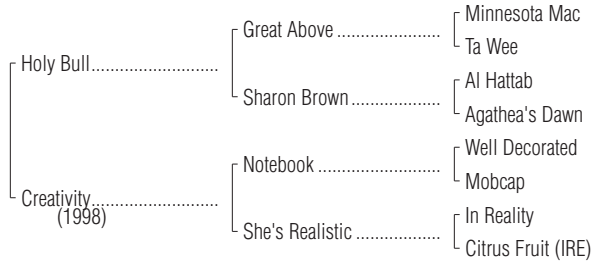 Minnesota Mac
Great Above ....................
Ta Wee
Holy Bull........................
Al Hattab
Sharon Brown .................
Agathea's Dawn
Well Decorated
Notebook ........................
Mobcap
Creativity........................
(1998)
In Reality
She's Realistic ................
Citrus Fruit (IRE)